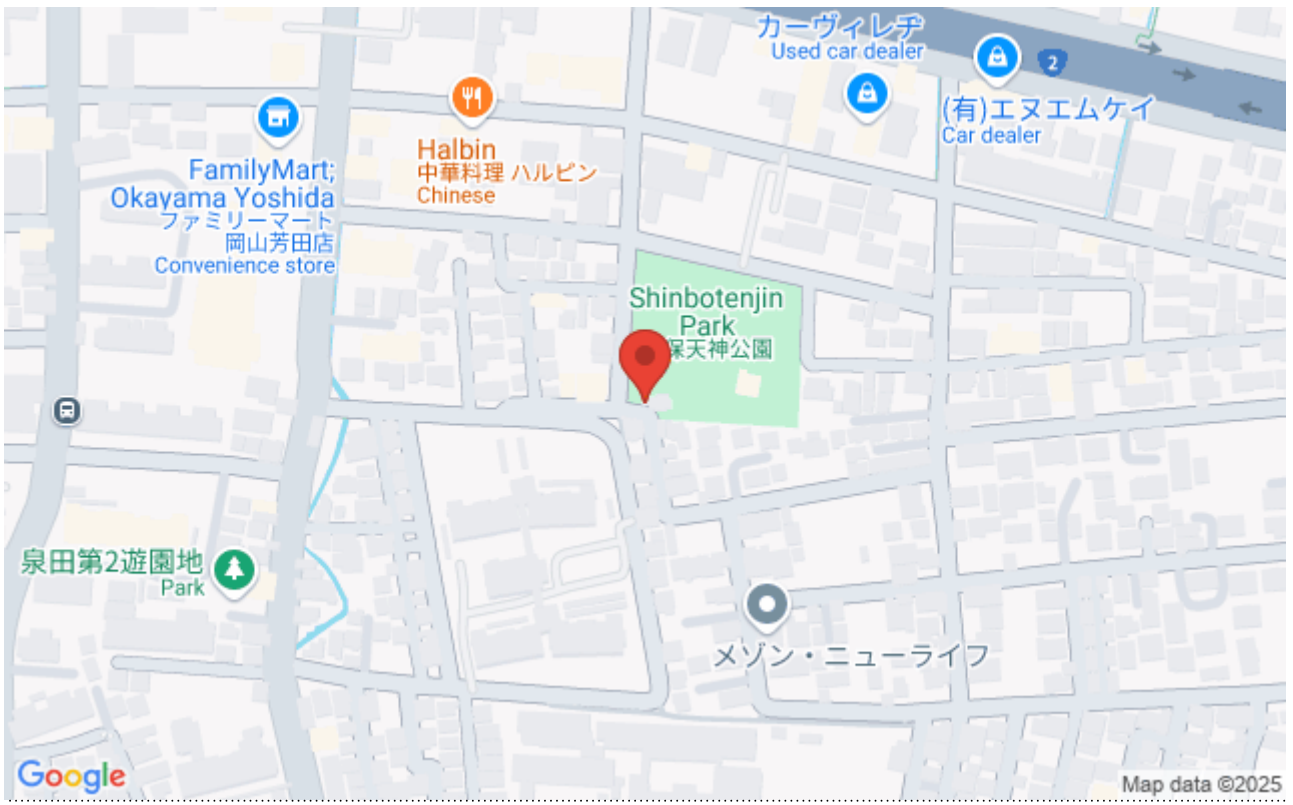 カーヴィレヂ
Used car dealer
2
(有)エヌエムケイ
Car dealer
Halbin
中華料理 ハルビン
Chinese
FamilyMart;
Okayama Yoshida
ファミリーマート
岡山芳田店
Convenience store
Shinbotenjin
Park
保天神公園
泉田第2遊園地
Park
メゾン・ニューライフ
Google
Map data ©2025